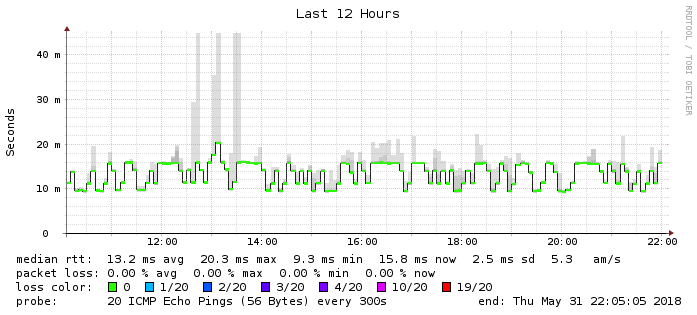 Last 12 Hours
RRDTOOL / TOBI OETIKER
Seconds
40 m
30 m
20 m
10 m
0
12:00 14:00 16:00 18:00 20:00 22:00
median rtt: 13.2 ms avg 20.3 ms max 9.3 ms min 15.8 ms now 2.5 ms sd 5.3 am/s
packet loss: 0.00 % avg 0.00 % max 0.00 % min 0.00 % now
loss color: 0 1/20 2/20 3/20 4/20 10/20 19/20
probe: 20 ICMP Echo Pings (56 Bytes) every 300s end: Thu May 31 22:05:05 2018